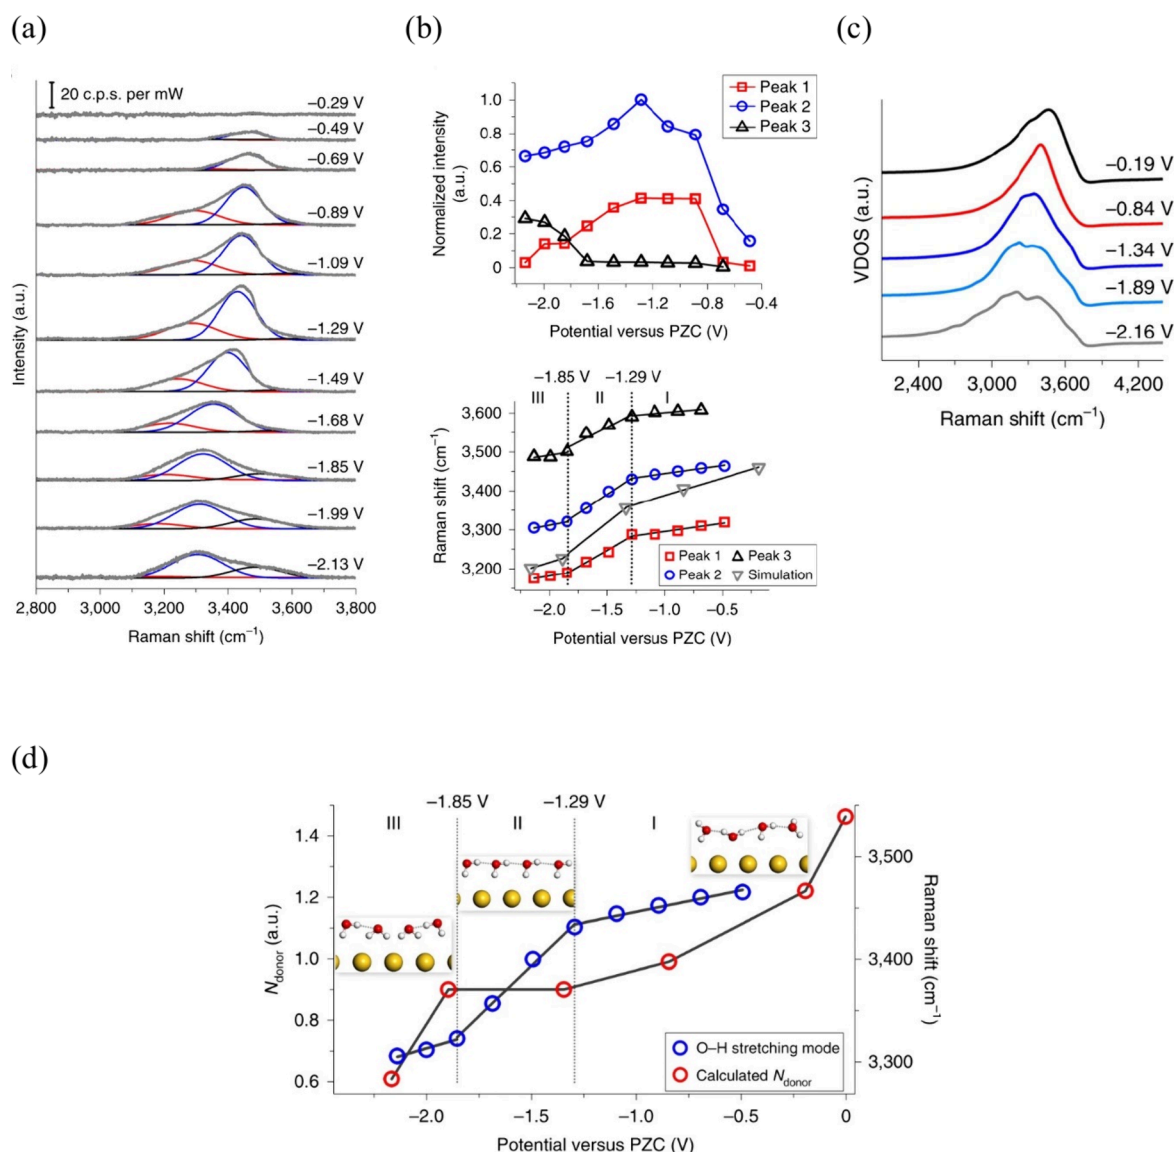 (a)
20 c.p.s. per mW
−0.29 V
−0.49 V
−0.69 V
−0.89 V
−1.09 V
−1.29 V
−1.49 V
−1.68 V
−1.85 V
−1.99 V
−2.13 V
Intensity (a.u.)
2,800 3,000 3,200 3,400 3,600 3,800
Raman shift (cm−1)
(b)
Peak 1
Peak 2
Peak 3
1.0
0.8
0.6
0.4
0.2
0
Normalized intensity
(a.u.)
−2.0 −1.6 −1.2 −0.8 −0.4
Potential versus PZC (V)
−1.85 V −1.29 V
III II I
3,600
3,500
3,400
3,300
3,200
Raman shift (cm−1)
Peak 1 Peak 3
Peak 2 Simulation
−2.0 −1.5 −1.0 −0.5
Potential versus PZC (V)
(c)
−0.19 V
−0.84 V
−1.34 V
−1.89 V
−2.16 V
VDOS (a.u.)
2,400 3,000 3,600 4,200
Raman shift (cm−1)
(d)
−1.85 V −1.29 V
III II I
1.4
1.2
1.0
0.8
0.6
Ndonor (a.u.)
3,500
3,400
3,300
Raman shift (cm−1)
O–H stretching mode
Calculated Ndonor
−2.0 −1.5 −1.0 −0.5 0
Potential versus PZC (V)